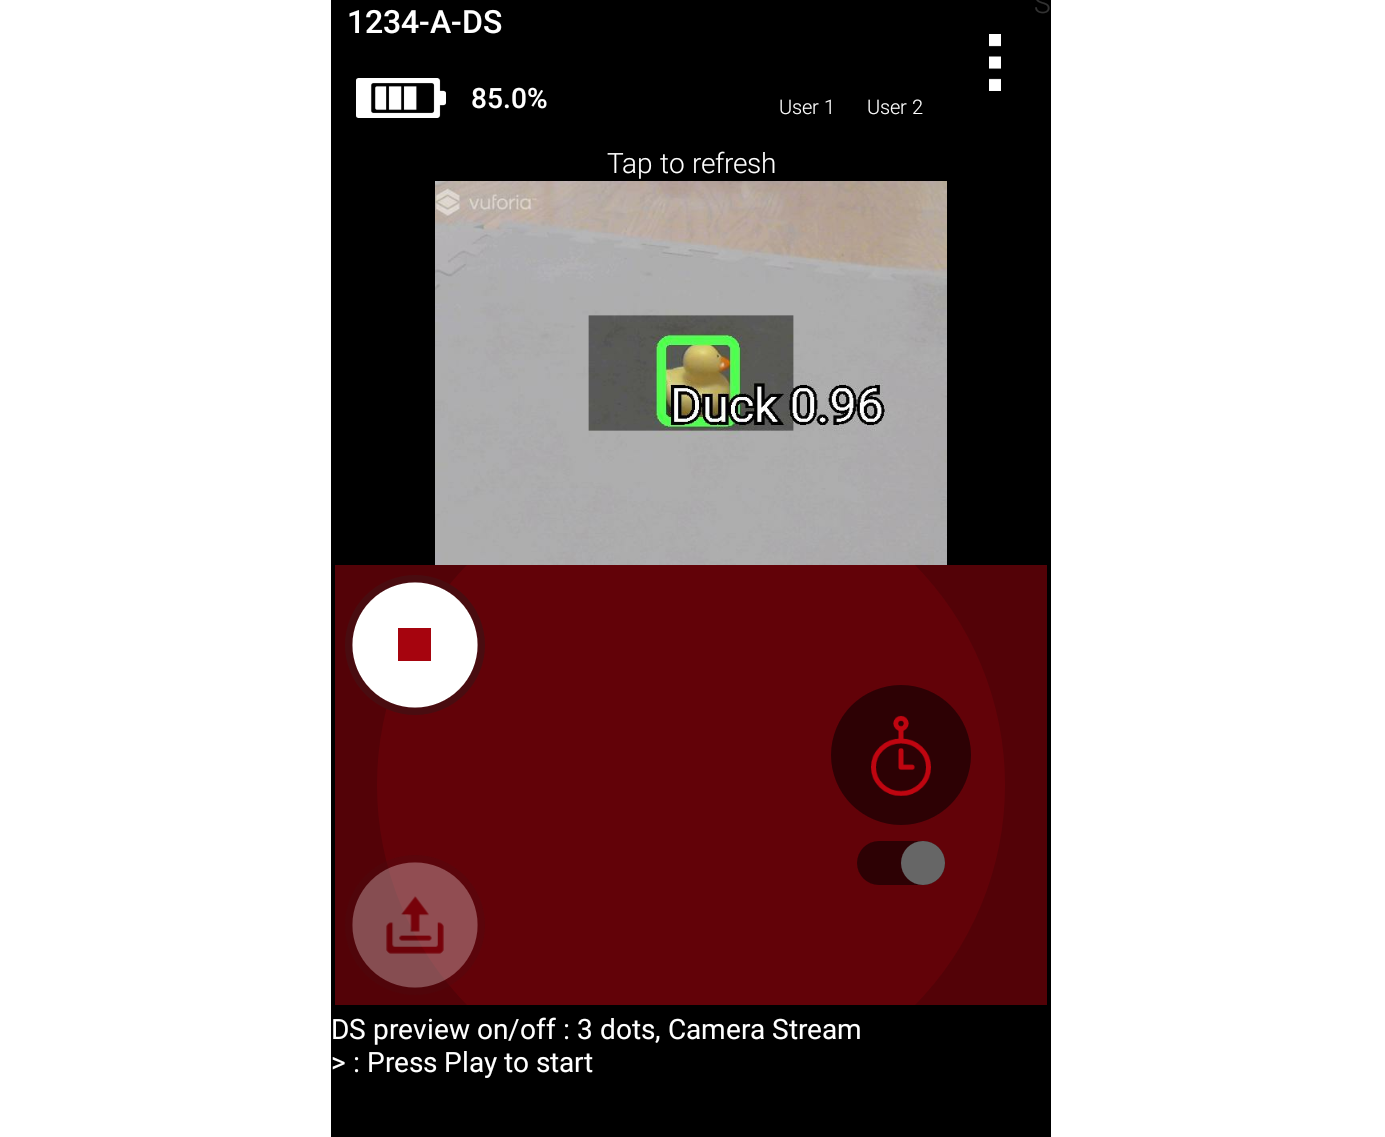 1234-A-DS
85.0%
User 1 User 2
Tap to refresh
vuforia
Duck 0.96
DS preview on/off : 3 dots, Camera Stream
> : Press Play to start